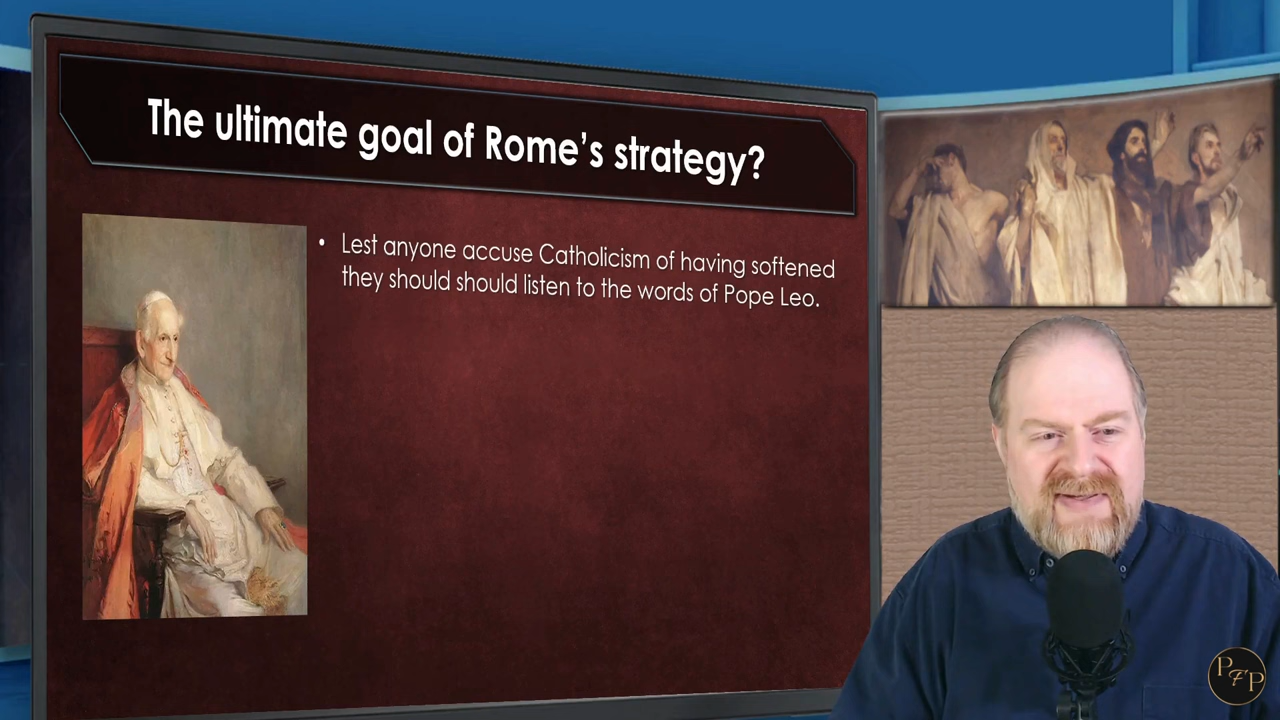 The ultimate goal of Rome's strategy?
• Lest anyone accuse Catholicism of having softened
they should should listen to the words of Pope Leo.
PFP